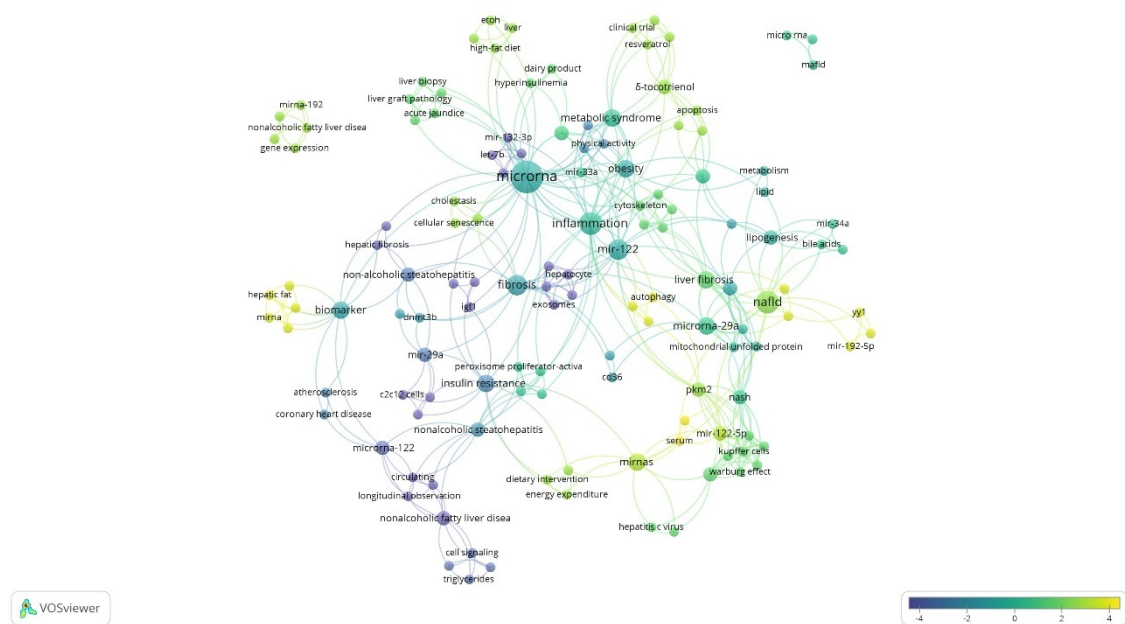 etoh
liver
high-fat diet
clinical trial
resveratrol
micro rna
mafld
dairy product
hyperinsulinemia
liver biopsy
liver graft pathology
acute jaundice
δ-tocotrienol
apoptosis
mirna-192
nonalcoholic fatty liver disea
gene expression
metabolic syndrome
mir-132-3p
physical activity
let-7b
microrna
mir-33a
obesity
metabolism
lipid
cholestasis
cellular senescence
cytoskeleton
inflammation
mir-34a
hepatic fibrosis
mir-122
lipogenesis
bile acids
non-alcoholic steatohepatitis
hepatocyte
fibrosis
liver fibrosis
hepatic fat
mirna
biomarker
igf1
exosomes
autophagy
nafld
dnmt3b
microrna-29a
yy1
mir-192-5p
mitochondrial unfolded protein
mir-29a
peroxisome proliferator-activa
insulin resistance
cd36
atherosclerosis
coronary heart disease
c2c12 cells
pkm2
nash
nonalcoholic steatohepatitis
mir-122-5p
serum
microrna-122
kupffer cells
mirnas
warburg effect
circulating
longitudinal observation
dietary intervention
energy expenditure
nonalcoholic fatty liver disea
hepatitis c virus
cell signaling
triglycerides
VOSviewer
-4 -2 0 2 4